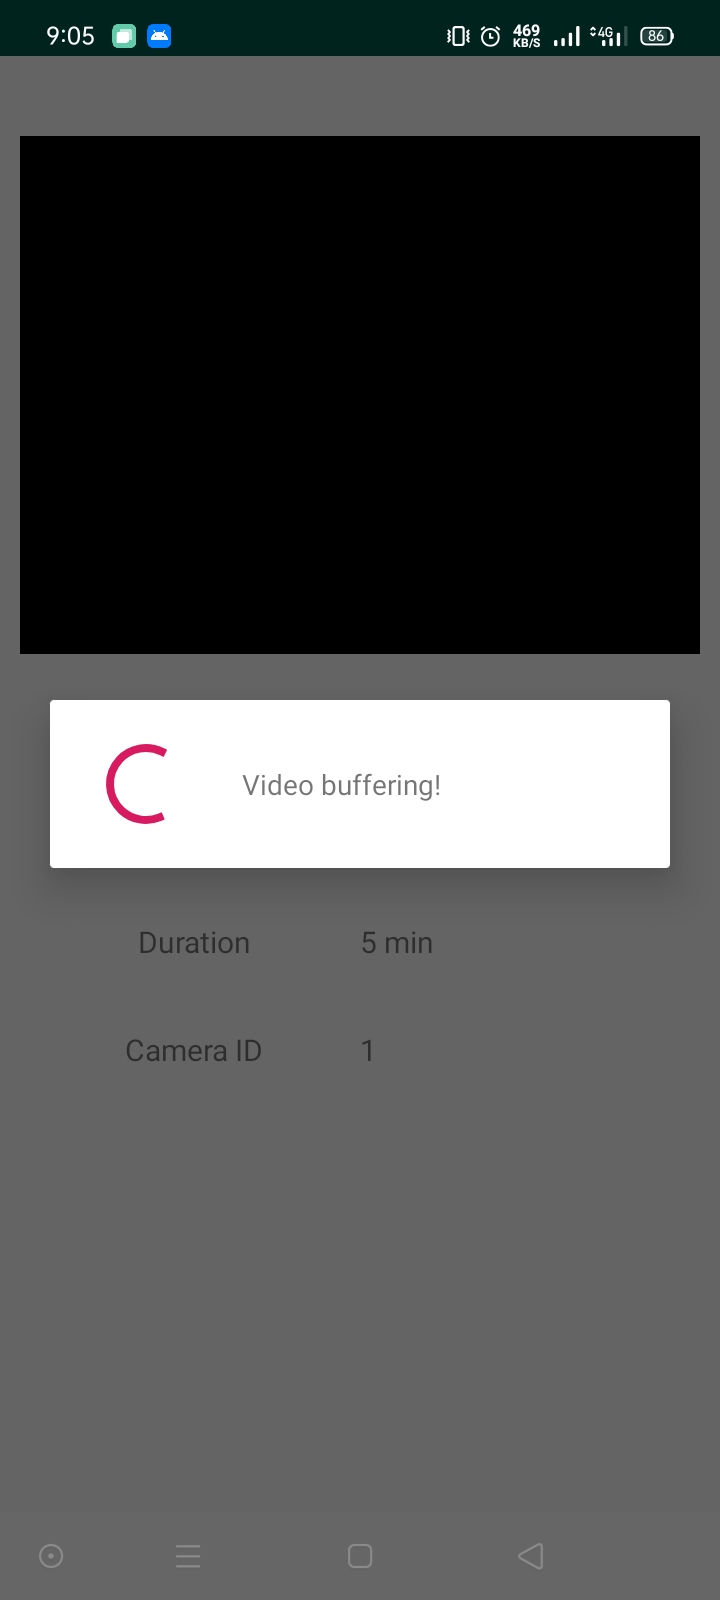 9:05
469
KB/S
4G
86
Video buffering!
Duration 5 min
Camera ID 1